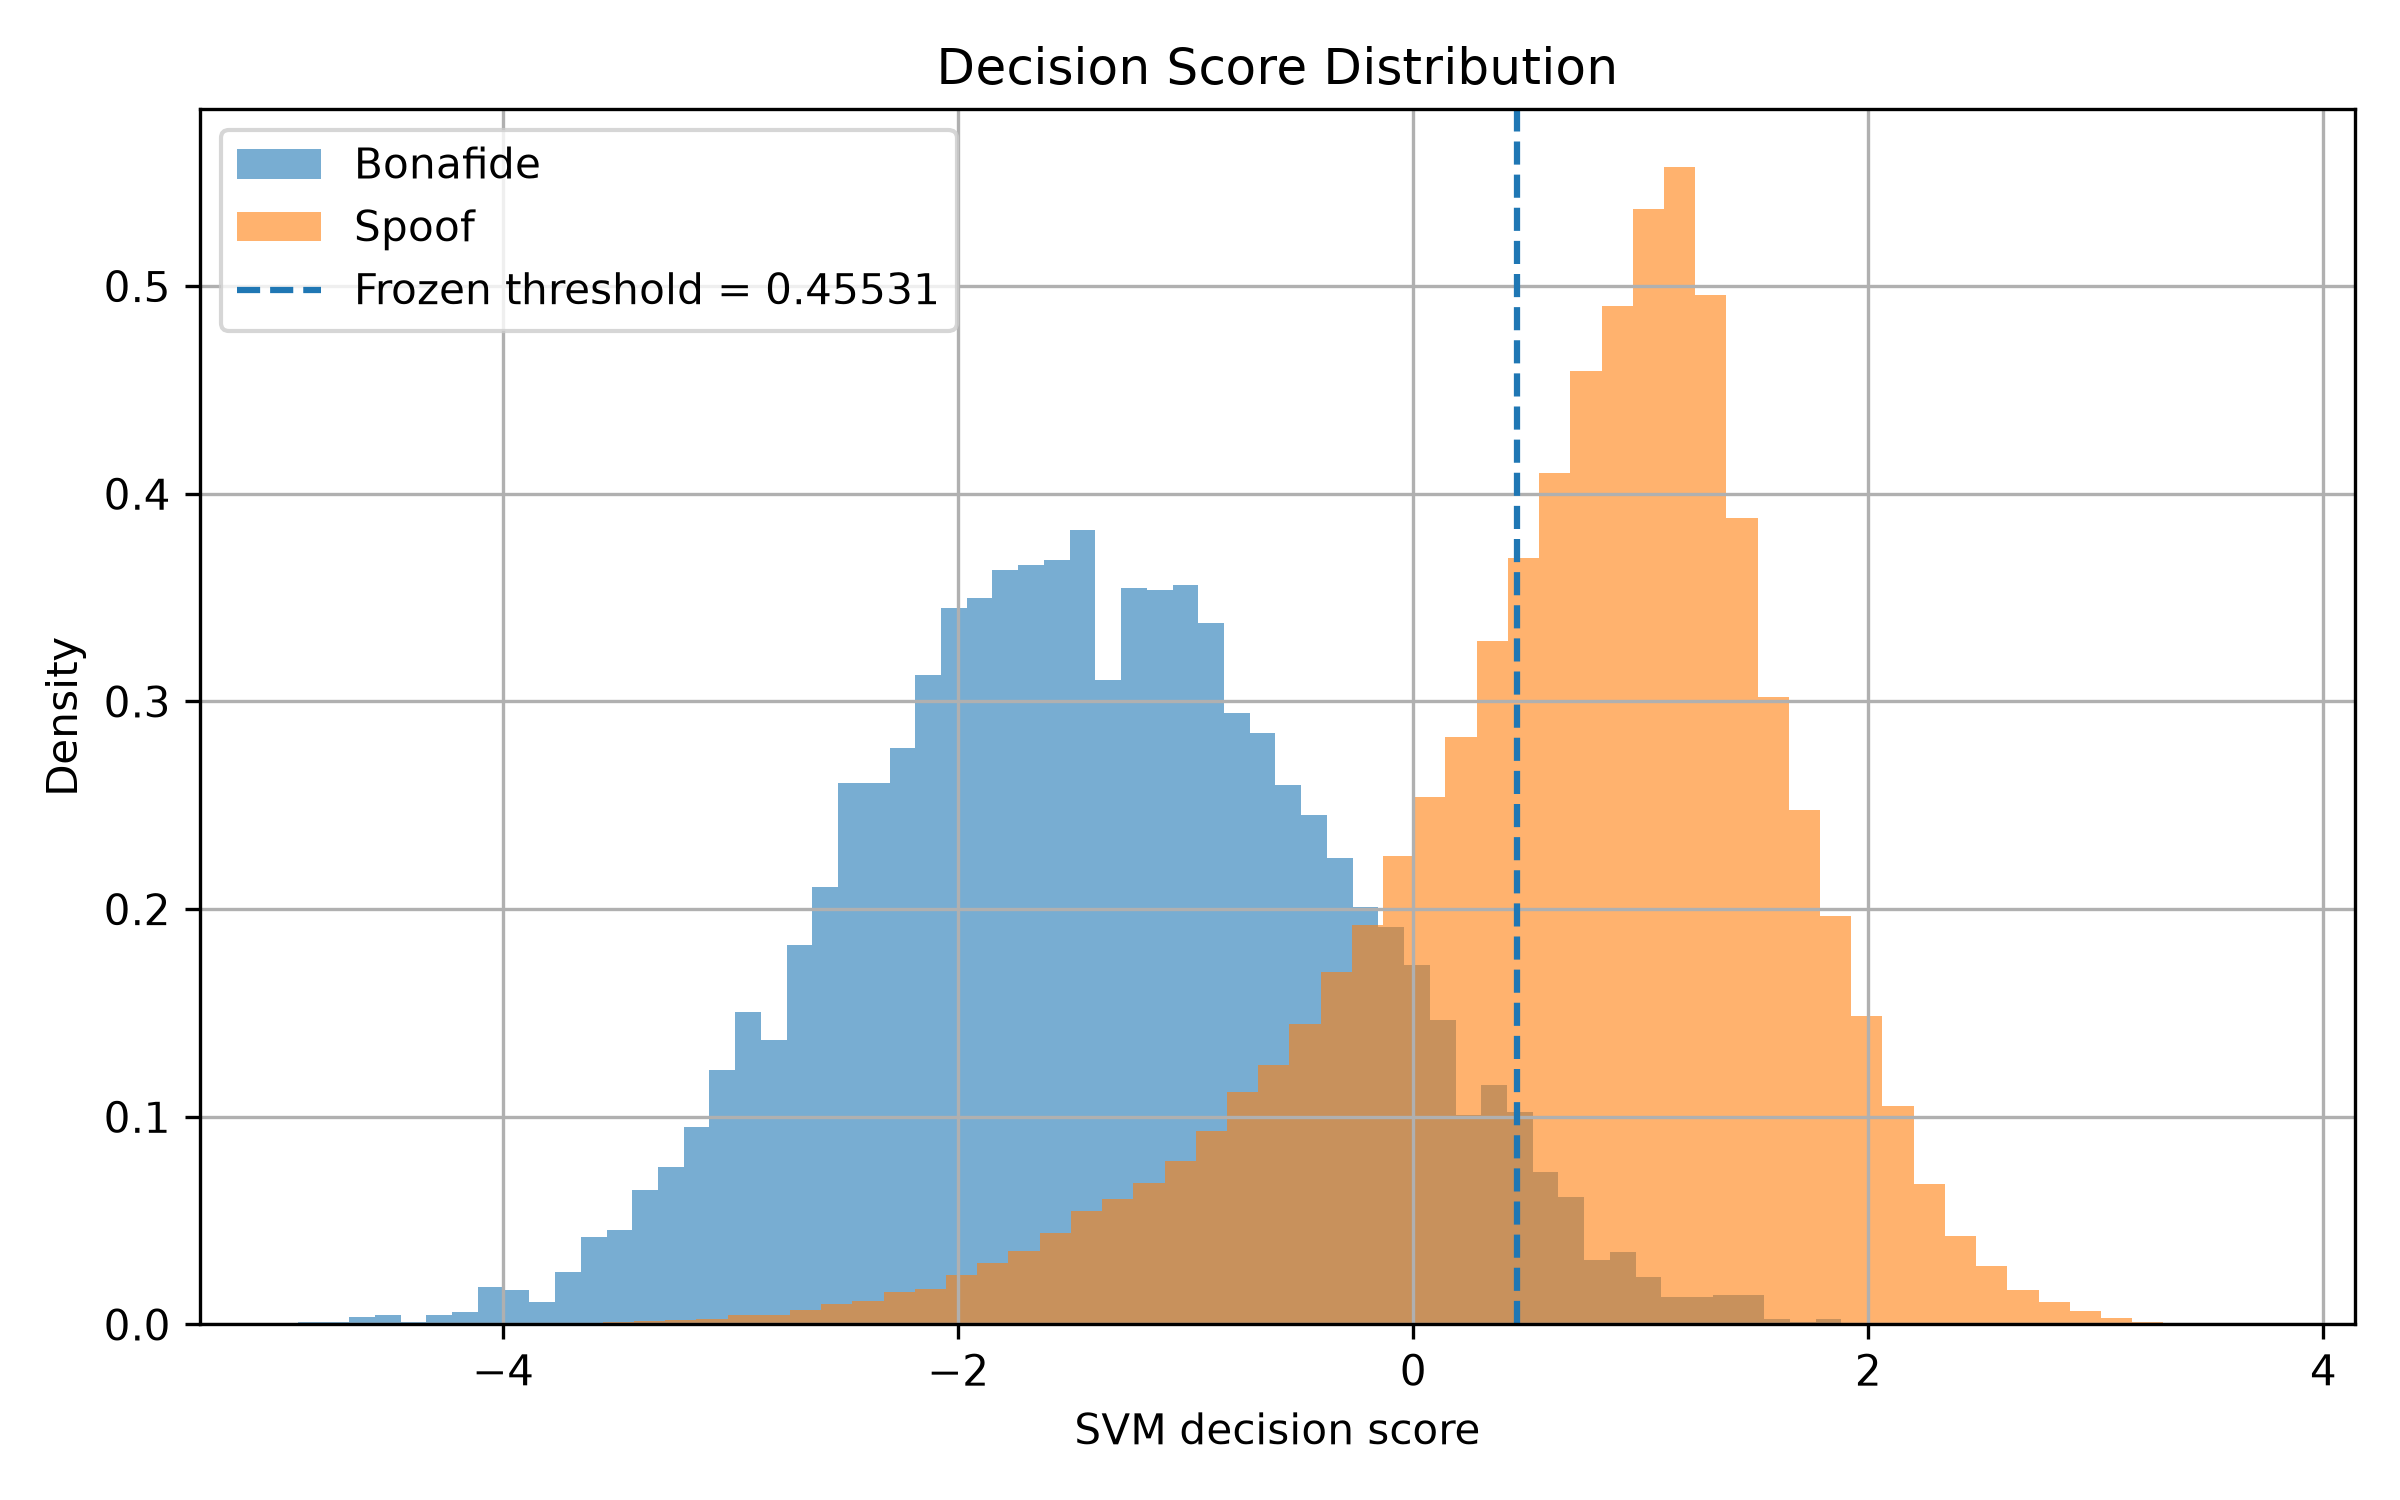 Decision Score Distribution
Bonafide
Spoof
Frozen threshold = 0.45531
Density
0.5
0.4
0.3
0.2
0.1
0.0
−4
−2
0
2
4
SVM decision score